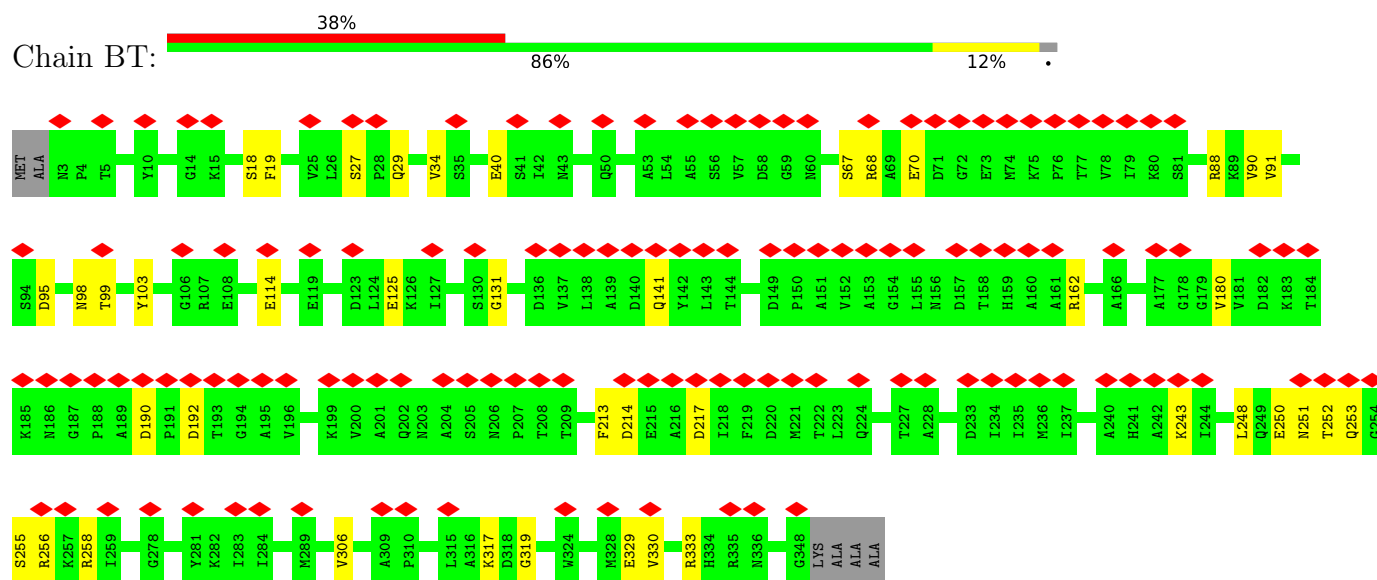 38%
Chain BT:
86% 12% •
MET ALA N3 P4 T5 Y10 G14 K15 S18 F19 V25 L26 S27 P28 Q29 V34 S35 E40 S41 I42 N43 Q50 A53 L54 A55 S56 V57 D58 G59 N60 S67 R68 A69 E70 D71 G72 E73 M74 K75 P76 T77 V78 I79 K80 S81 R88 K89 V90 V91
S94 D95 N98 T99 Y103 G106 R107 E108 E114 E119 D123 L124 E125 K126 I127 S130 G131 D136 V137 L138 A139 D140 Q141 Y142 L143 T144 D149 P150 A151 V152 A153 G154 L155 N156 D157 T158 H159 A160 A161 R162 A166 A177 G178 G179 V180 V181 D182 K183 T184
K185 N186 G187 P188 A189 D190 P191 D192 T193 G194 A195 V196 K199 V200 A201 Q202 N203 A204 S205 N206 P207 T208 T209 F213 D214 E215 A216 D217 I218 F219 D220 M221 T222 L223 Q224 T227 A228 D233 I234 I235 M236 I237 A240 H241 A242 K243 I244 L248 Q249 E250 N251 T252 Q253 G254
S255 R256 K257 R258 I259 G278 Y281 K282 I283 I284 M289 V306 A309 P310 L315 A316 K317 D318 G319 W324 M328 E329 V330 R333 H334 R335 N336 G348 LYS ALA ALA ALA